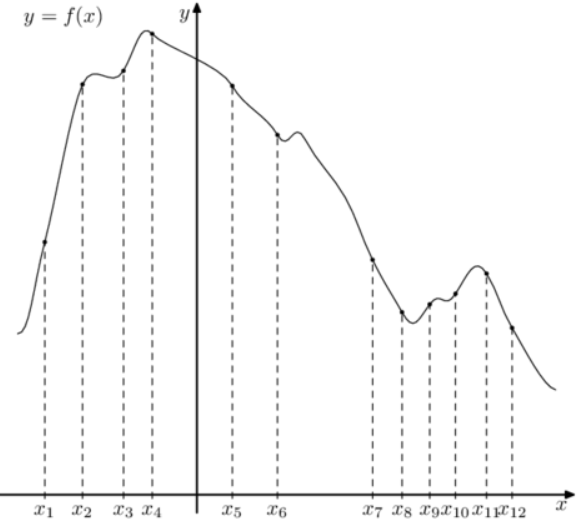 y = f(x)
y
x₁ x₂ x₃ x₄ x₅ x₆ x₇ x₈ x₉ x₁₀ x₁₁ x₁₂ x